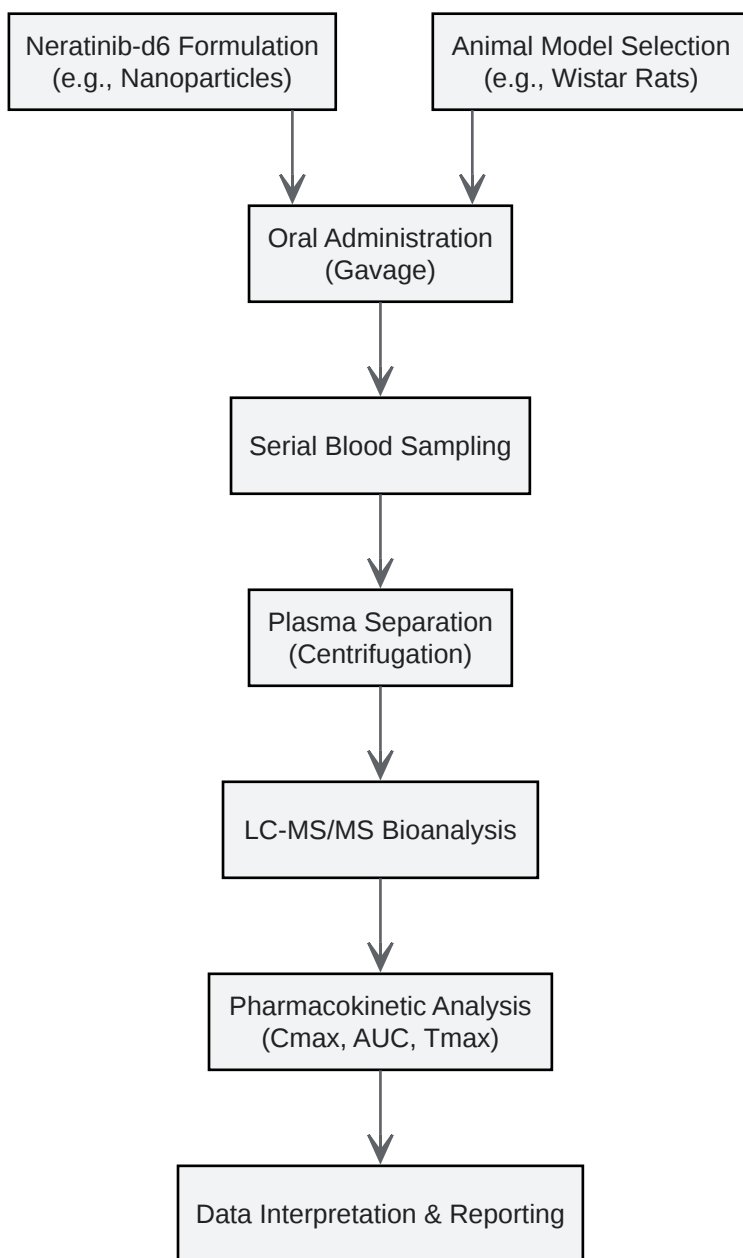 Neratinib-d6 Formulation
(e.g., Nanoparticles)
Animal Model Selection
(e.g., Wistar Rats)
Oral Administration
(Gavage)
Serial Blood Sampling
Plasma Separation
(Centrifugation)
LC-MS/MS Bioanalysis
Pharmacokinetic Analysis
(Cmax, AUC, Tmax)
Data Interpretation & Reporting